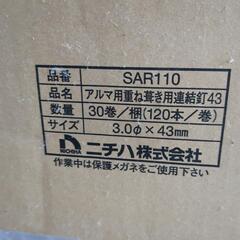 品番 SAR110
品名 アルマ用重ね葺き用連結釘43
数量 30巻/梱(120本/巻)
サイズ 3.0φ×43mm
NICHIHA ニチハ株式会社
作業中は保護メガネをご使用下さい。